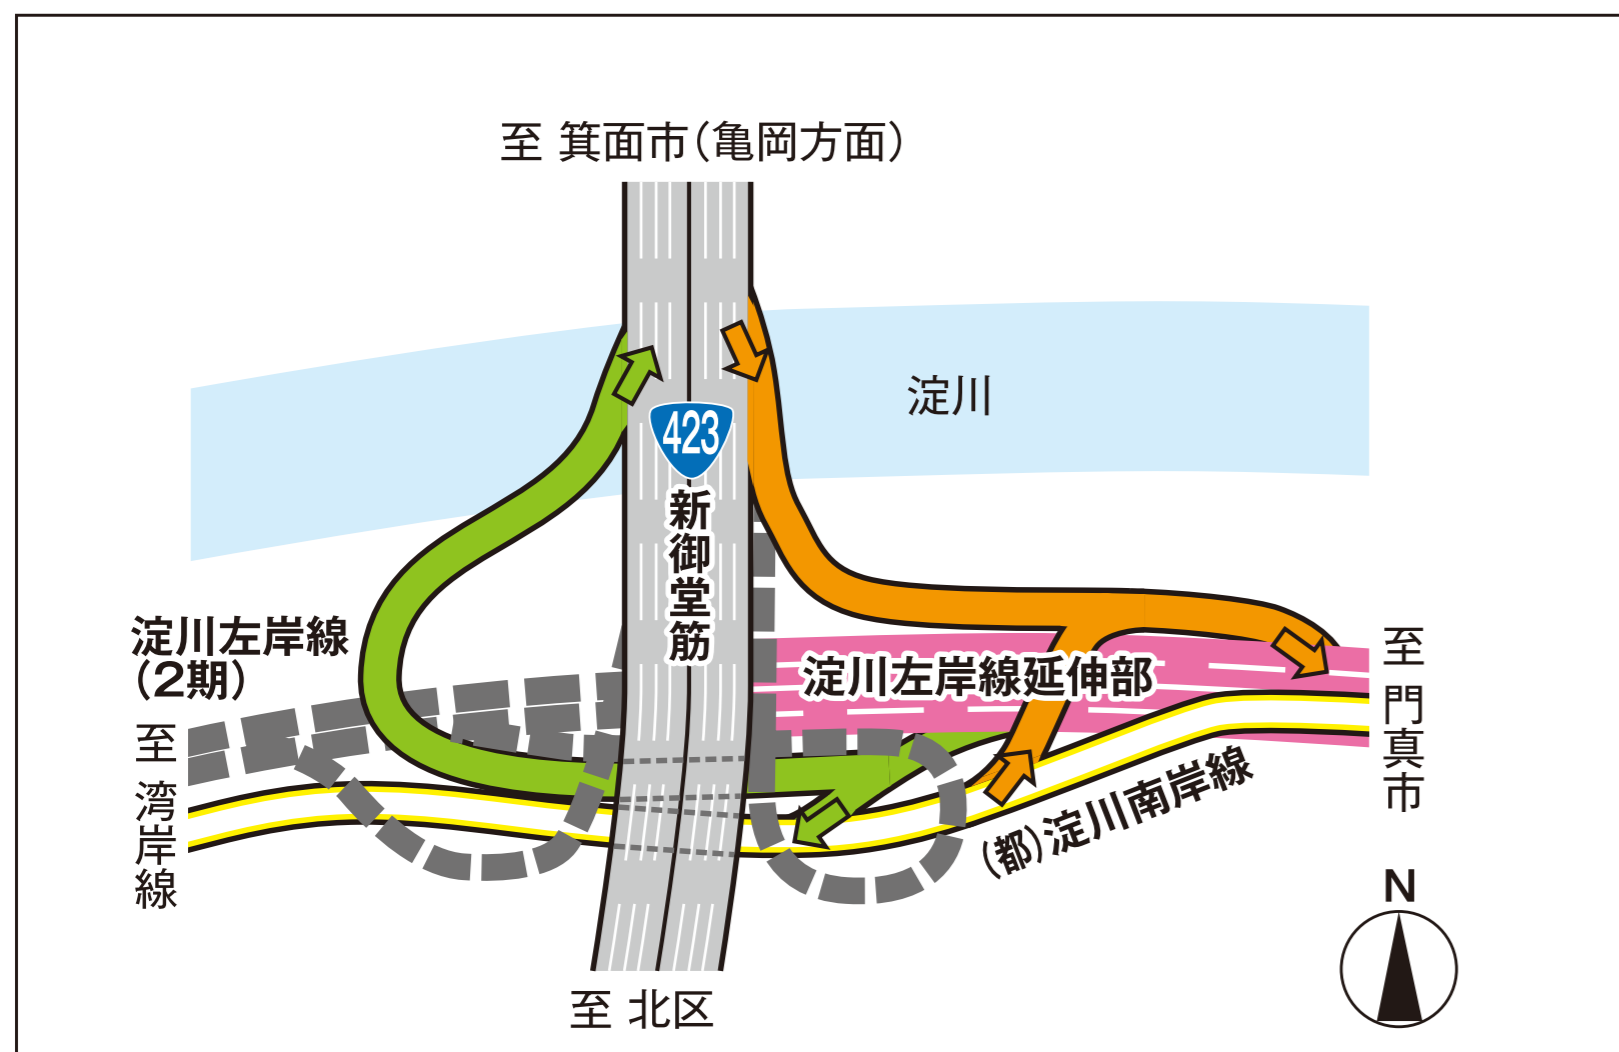 至 箕面市(亀岡方面)
淀川
423
新御堂筋
淀川左岸線
(2期)
淀川左岸線延伸部
至 門真市
至 湾岸線
(都)淀川南岸線
N
至 北区